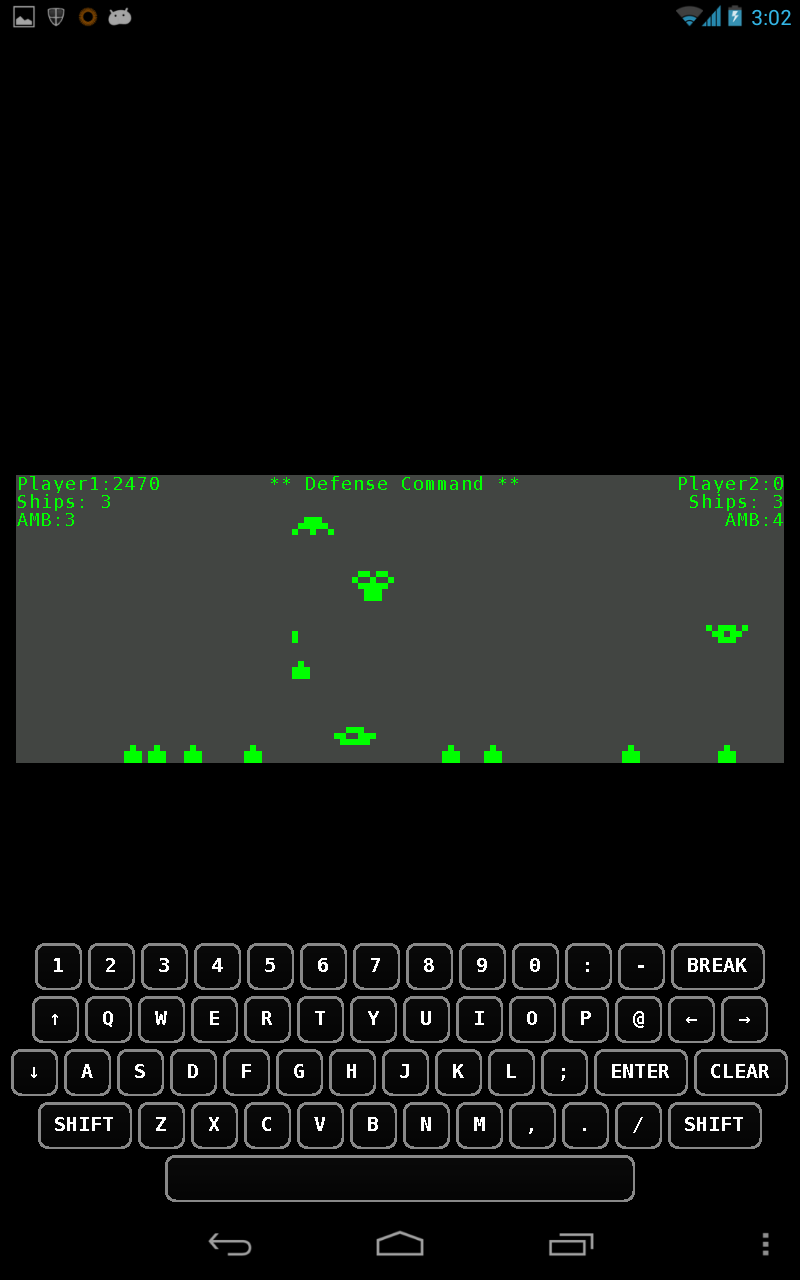 3:02
Player1:2470 ** Defense Command ** Player2:0
Ships: 3 Ships: 3
AMB:3 AMB:4
1 2 3 4 5 6 7 8 9 0 : - BREAK
↑ Q W E R T Y U I O P @ ← →
↓ A S D F G H J K L ; ENTER CLEAR
SHIFT Z X C V B N M , . / SHIFT